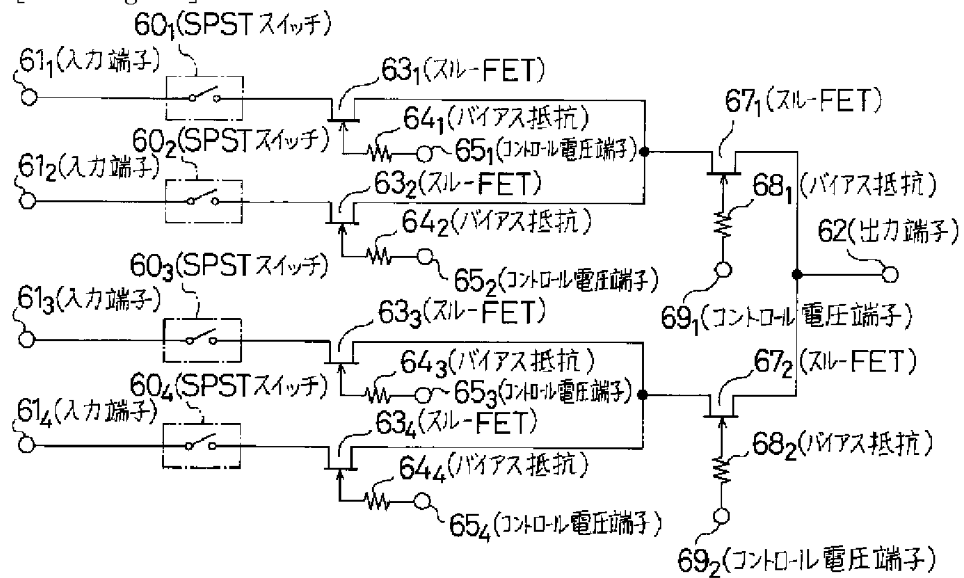 60₁(SPSTスイッチ)
61₁(入力端子)
63₁(スルーFET)
64₁(バイアス抵抗)
65₁(コントロール電圧端子)
67₁(スルーFET)
60₂(SPSTスイッチ)
61₂(入力端子)
63₂(スルーFET)
68₁(バイアス抵抗)
64₂(バイアス抵抗)
62(出力端子)
65₂(コントロール電圧端子)
60₃(SPSTスイッチ)
61₃(入力端子)
63₃(スルーFET)
69₁(コントロール電圧端子)
64₃(バイアス抵抗)
65₃(コントロール電圧端子)
67₂(スルーFET)
60₄(SPSTスイッチ)
61₄(入力端子)
63₄(スルーFET)
68₂(バイアス抵抗)
64₄(バイアス抵抗)
65₄(コントロール電圧端子)
69₂(コントロール電圧端子)